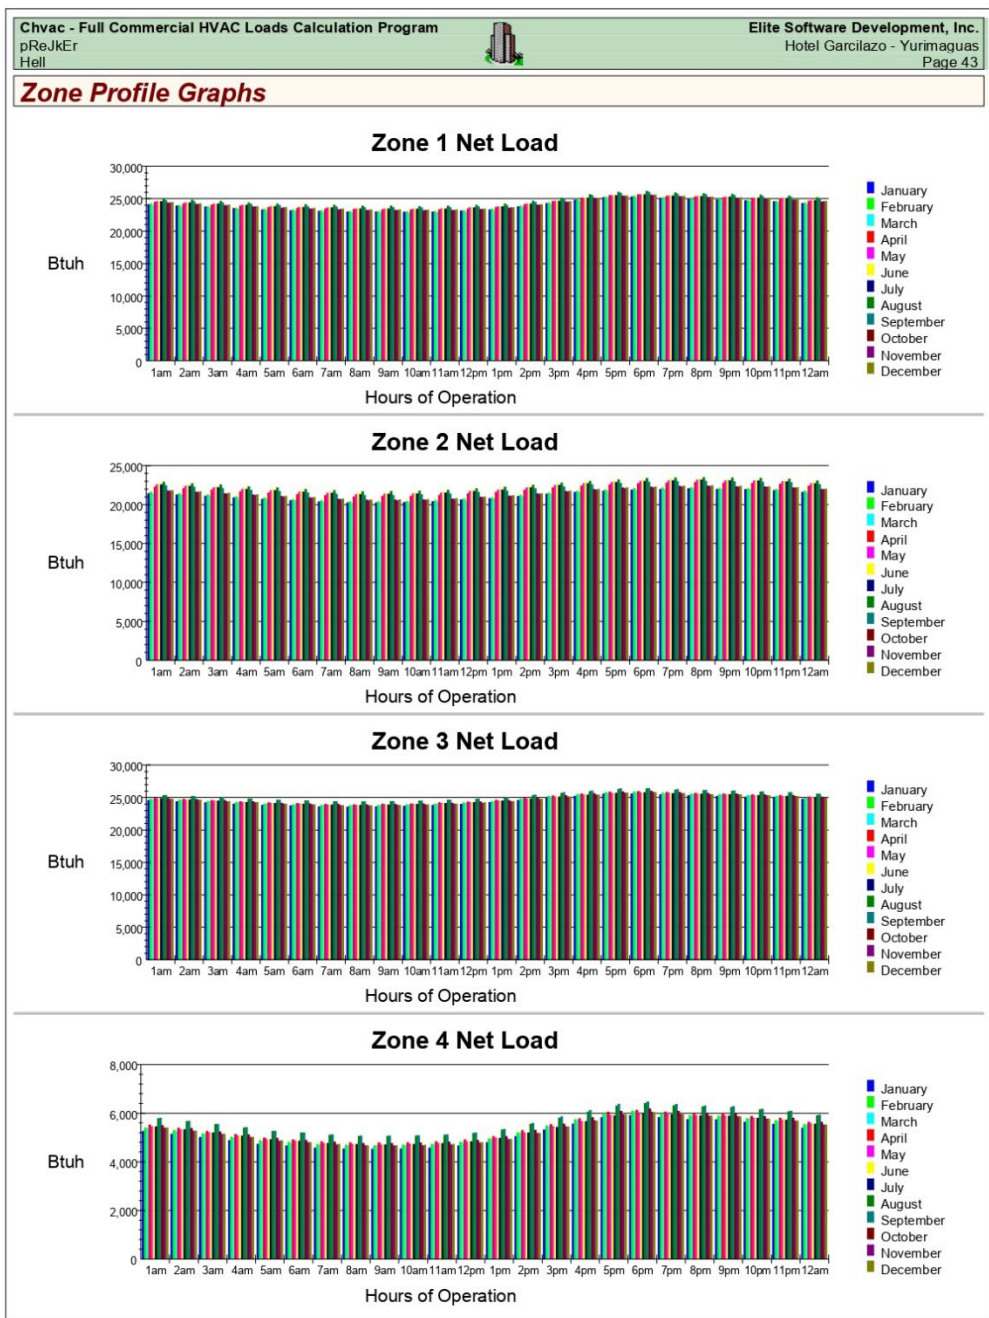 Chvac - Full Commercial HVAC Loads Calculation Program
Elite Software Development, Inc.
pReJkEr
Hotel Garcilazo - Yurimaguas
Hell
Page 43
Zone Profile Graphs
Zone 1 Net Load
30,000
25,000
20,000
15,000
10,000
5,000
0
Btuh
1am 2am 3am 4am 5am 6am 7am 8am 9am 10am 11am 12pm 1pm 2pm 3pm 4pm 5pm 6pm 7pm 8pm 9pm 10pm 11pm 12am
Hours of Operation
January
February
March
April
May
June
July
August
September
October
November
December
Zone 2 Net Load
25,000
20,000
15,000
10,000
5,000
0
Btuh
1am 2am 3am 4am 5am 6am 7am 8am 9am 10am 11am 12pm 1pm 2pm 3pm 4pm 5pm 6pm 7pm 8pm 9pm 10pm 11pm 12am
Hours of Operation
January
February
March
April
May
June
July
August
September
October
November
December
Zone 3 Net Load
30,000
25,000
20,000
15,000
10,000
5,000
0
Btuh
1am 2am 3am 4am 5am 6am 7am 8am 9am 10am 11am 12pm 1pm 2pm 3pm 4pm 5pm 6pm 7pm 8pm 9pm 10pm 11pm 12am
Hours of Operation
January
February
March
April
May
June
July
August
September
October
November
December
Zone 4 Net Load
8,000
6,000
4,000
2,000
0
Btuh
1am 2am 3am 4am 5am 6am 7am 8am 9am 10am 11am 12pm 1pm 2pm 3pm 4pm 5pm 6pm 7pm 8pm 9pm 10pm 11pm 12am
Hours of Operation
January
February
March
April
May
June
July
August
September
October
November
December